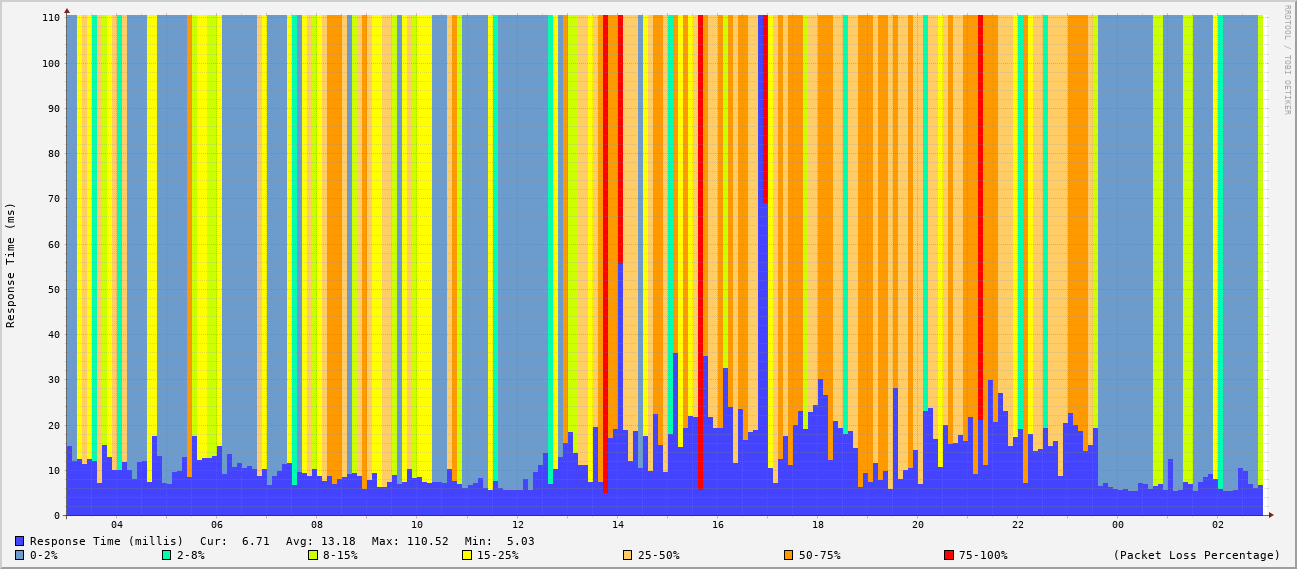 RRDTOOL / TOBI OETIKER
Response Time (ms)
110
100
90
80
70
60
50
40
30
20
10
0
04 06 08 10 12 14 16 18 20 22 00 02
Response Time (millis) Cur: 6.71 Avg: 13.18 Max: 110.52 Min: 5.03
0-2% 2-8% 8-15% 15-25% 25-50% 50-75% 75-100% (Packet Loss Percentage)